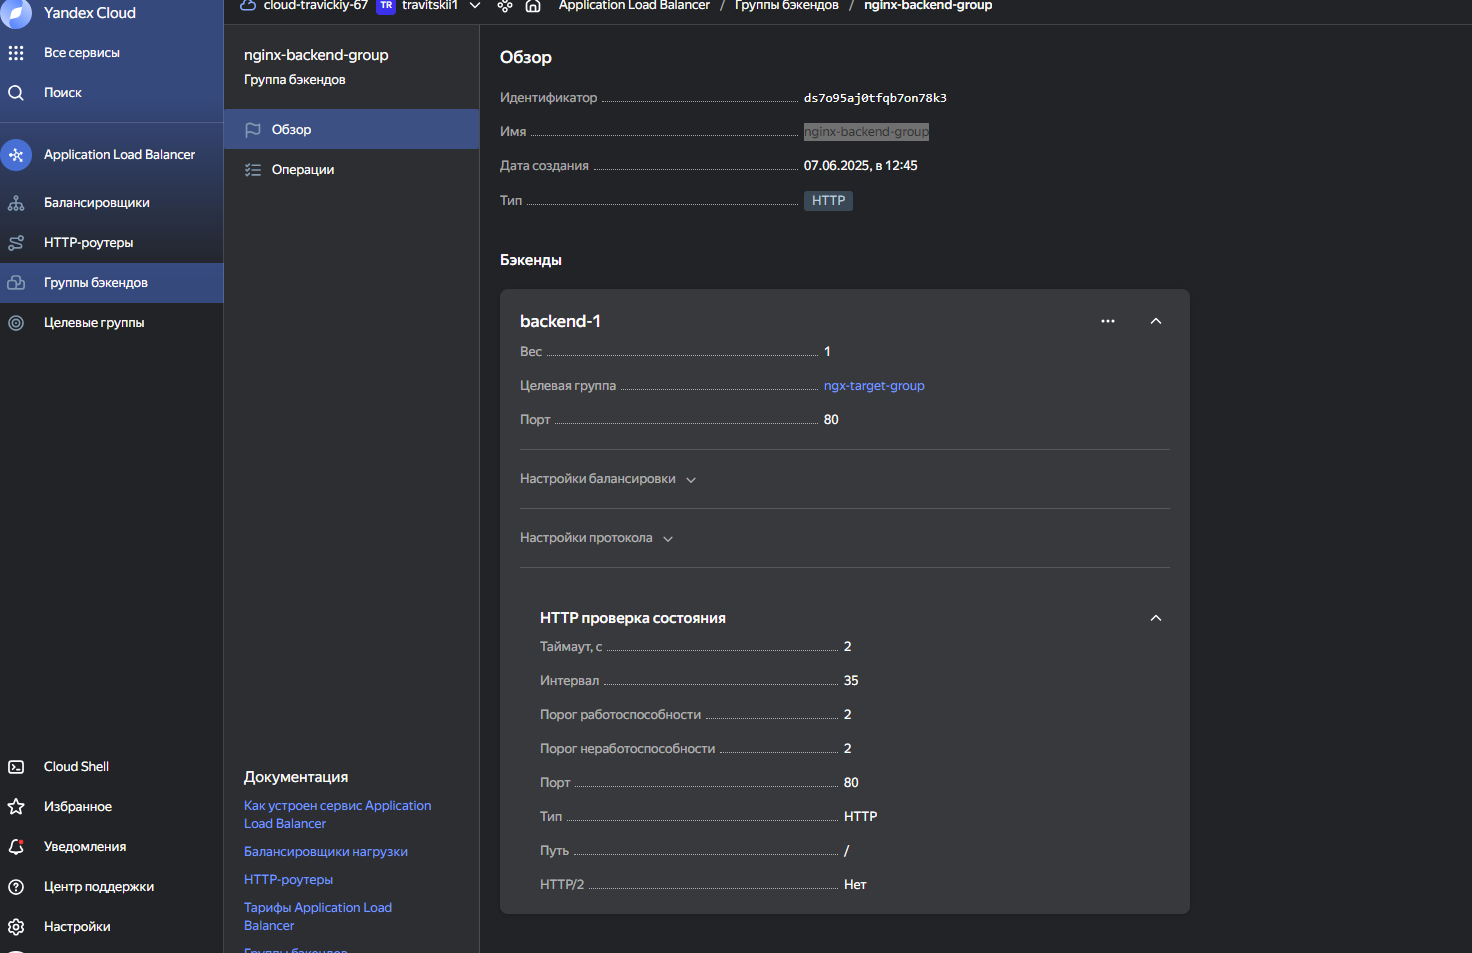 Yandex Cloud
Все сервисы
Поиск
Application Load Balancer
Балансировщики
HTTP-роутеры
Группы бэкендов
Целевые группы
Cloud Shell
Избранное
Уведомления
Центр поддержки
Настройки
cloud-travickiy-67 TR travitskii1 Application Load Balancer / Группы бэкендов / nginx-backend-group
nginx-backend-group
Группа бэкендов
Обзор
Операции
Документация
Как устроен сервис Application
Load Balancer
Балансировщики нагрузки
HTTP-роутеры
Тарифы Application Load
Balancer
Группы бэкендов
Обзор
Идентификатор ds7o95aj0tfqb7on78k3
Имя nginx-backend-group
Дата создания 07.06.2025, в 12:45
Тип HTTP
Бэкенды
backend-1
Вес 1
Целевая группа ngx-target-group
Порт 80
Настройки балансировки
Настройки протокола
HTTP проверка состояния
Таймаут, с 2
Интервал 35
Порог работоспособности 2
Порог неработоспособности 2
Порт 80
Тип HTTP
Путь /
HTTP/2 Нет